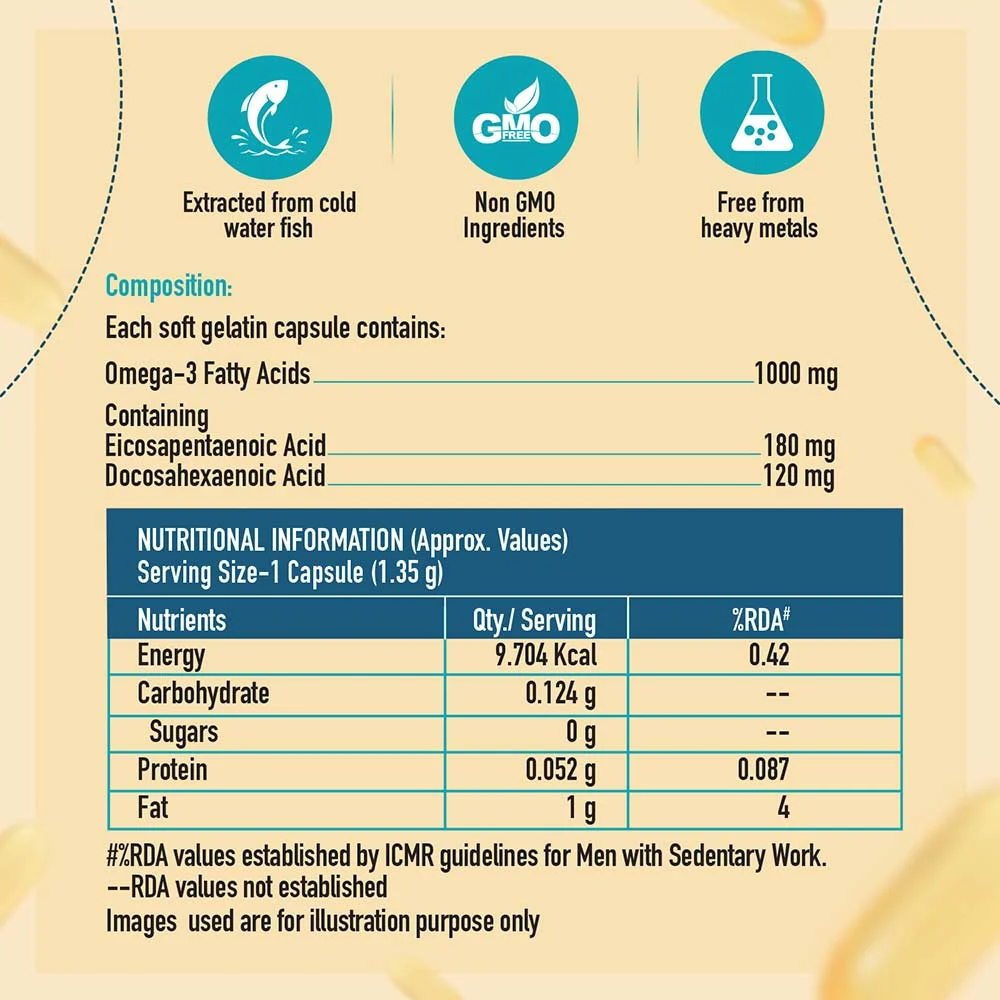 GMO
FREE
Extracted from cold
water fish
Non GMO
Ingredients
Free from
heavy metals
Composition:
Each soft gelatin capsule contains:
Omega-3 Fatty Acids 1000 mg
Containing
Eicosapentaenoic Acid 180 mg
Docosahexaenoic Acid 120 mg
NUTRITIONAL INFORMATION (Approx. Values)
Serving Size-1 Capsule (1.35 g)
Nutrients Qty./ Serving %RDA#
Energy 9.704 Kcal 0.42
Carbohydrate 0.124 g --
Sugars 0 g --
Protein 0.052 g 0.087
Fat 1 g 4
#%RDA values established by ICMR guidelines for Men with Sedentary Work.
--RDA values not established
Images used are for illustration purpose only